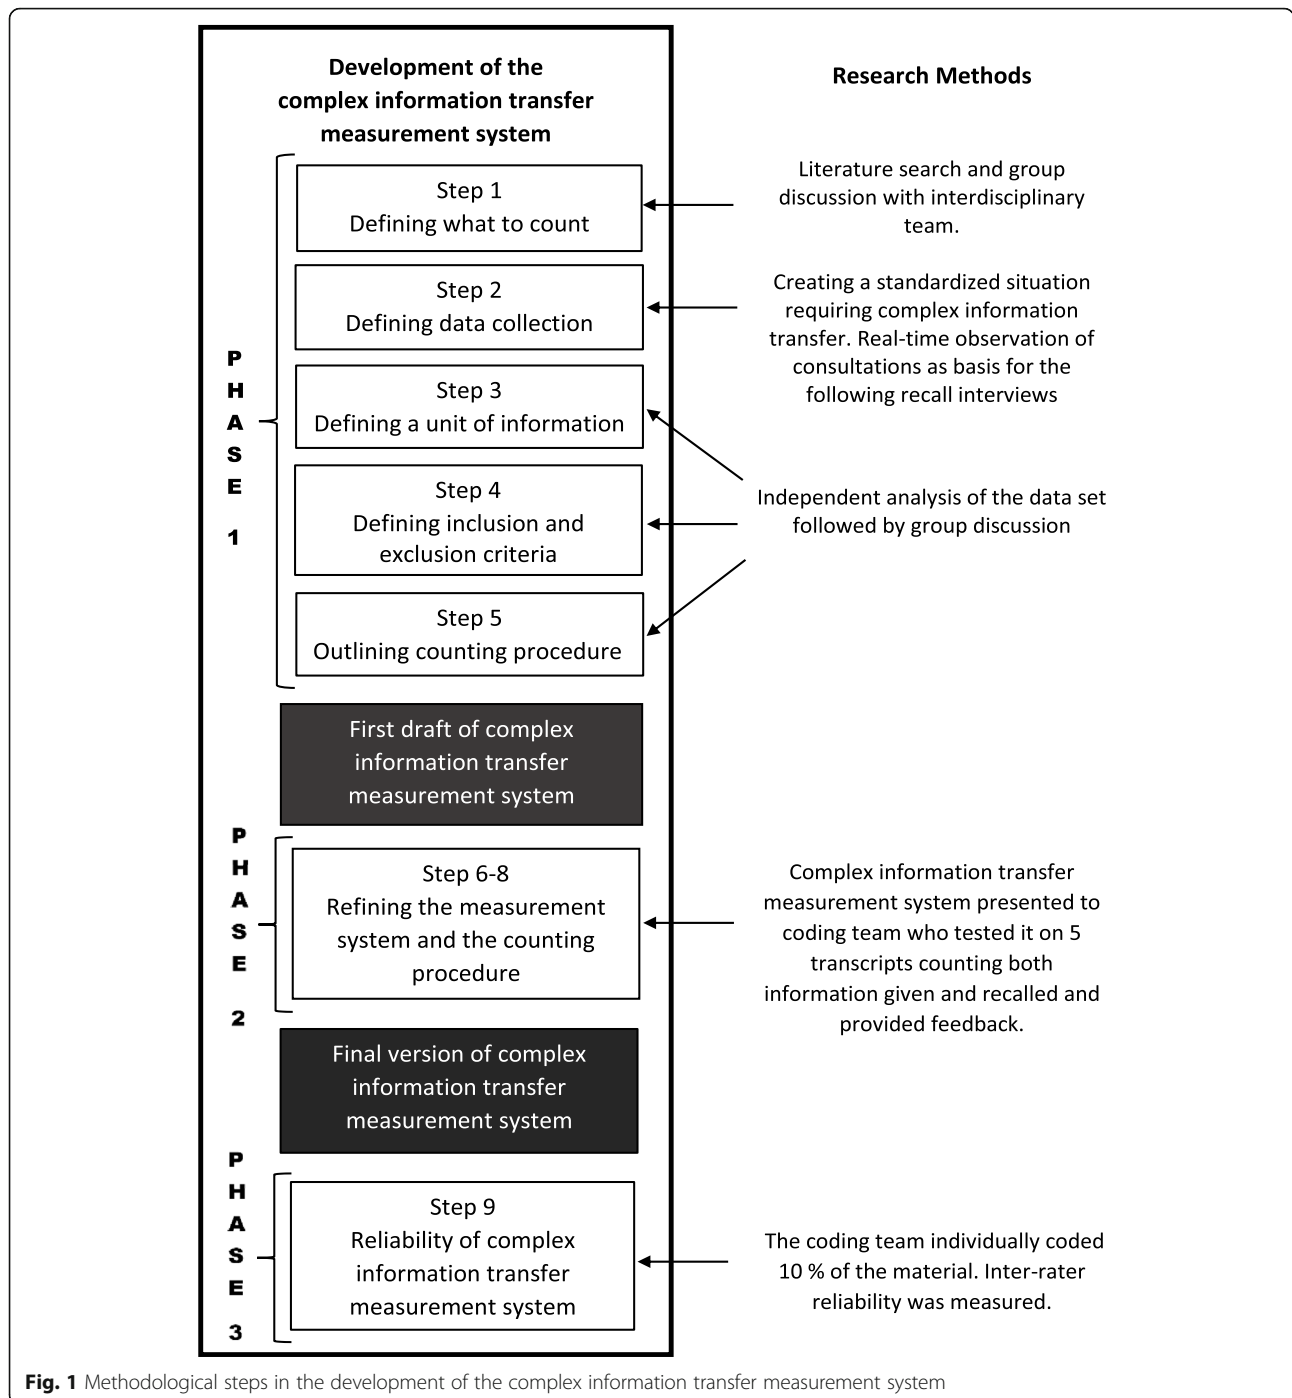 Development of the
complex information transfer
measurement system
Research Methods
Step 1
Defining what to count
Literature search and group
discussion with interdisciplinary
team.
Step 2
Defining data collection
Creating a standardized situation
requiring complex information
transfer. Real-time observation of
consultations as basis for the
following recall interviews
PHASE 1
Step 3
Defining a unit of information
Step 4
Defining inclusion and
exclusion criteria
Independent analysis of the data set
followed by group discussion
Step 5
Outlining counting procedure
First draft of complex
information transfer
measurement system
PHASE 2
Step 6-8
Refining the measurement
system and the counting
procedure
Complex information transfer
measurement system presented to
coding team who tested it on 5
transcripts counting both
information given and recalled and
provided feedback.
Final version of complex
information transfer
measurement system
PHASE 3
Step 9
Reliability of complex
information transfer
measurement system
The coding team individually coded
10 % of the material. Inter-rater
reliability was measured.
Fig. 1 Methodological steps in the development of the complex information transfer measurement system